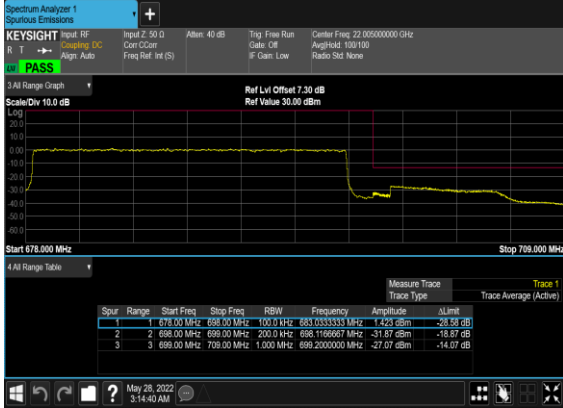 Spectrum Analyzer 1
Spurious Emissions
KEYSIGHT
R T
LXI PASS
Input: RF
Coupling: DC
Align: Auto
Input Z: 50 Ω
Corr CCorr
Freq Ref: Int (S)
Atten: 40 dB
Trig: Free Run
Gate: Off
IF Gain: Low
Center Freq: 22.005000000 GHz
Avg|Hold: 100/100
Radio Std: None
3 All Range Graph
Scale/Div 10.0 dB
Ref Lvl Offset 7.30 dB
Ref Value 30.00 dBm
Log
20.0
10.0
0.00
-10.0
-20.0
-30.0
-40.0
-50.0
-60.0
Start 678.000 MHz
Stop 709.000 MHz
4 All Range Table
Measure Trace Trace 1
Trace Type Trace Average (Active)
Spur Range Start Freq Stop Freq RBW Frequency Amplitude ΔLimit
1 1 678.00 MHz 698.00 MHz 100.0 kHz 683.0333333 MHz 1.423 dBm -28.58 dB
2 2 698.00 MHz 699.00 MHz 200.0 kHz 698.1166667 MHz -31.87 dBm -18.87 dB
3 3 699.00 MHz 709.00 MHz 1.000 MHz 699.2000000 MHz -27.07 dBm -14.07 dB
?
May 28, 2022
3:14:40 AM